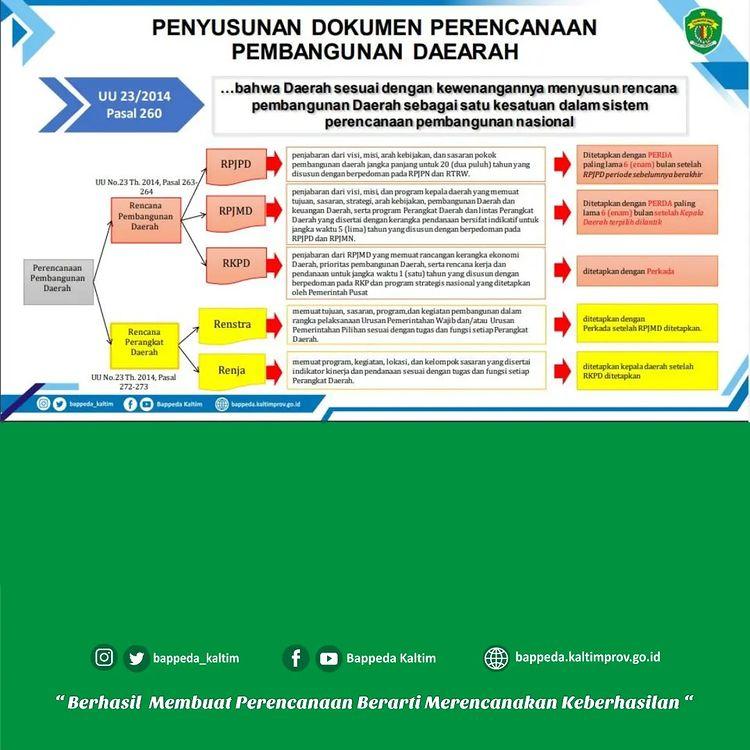 PENYUSUNAN DOKUMEN PERENCANAAN
PEMBANGUNAN DAEARAH
UU 23/2014
Pasal 260
...bahwa Daerah sesuai dengan kewenangannya menyusun rencana
pembangunan Daerah sebagai satu kesatuan dalam sistem
perencanaan pembangunan nasional
Perencanaan
Pembangunan
Daerah
UU No.23 Th. 2014, Pasal 263-
264
Rencana
Pembangunan
Daerah
RPJPD
penjabaran dari visi, misi, arah kebijakan, dan sasaran pokok
pembangunan daerah jangka panjang untuk 20 (dua puluh) tahun yang
disusun dengan berpedoman pada RPJPN dan RTRW.
Ditetapkan dengan PERDA
paling lama 6 (enam) bulan setelah
RPJPD periode sebelumnya berakhir
RPJMD
penjabaran dari visi, misi, dan program kepala daerah yang memuat
tujuan, sasaran, strategi, arah kebijakan, pembangunan Daerah dan
keuangan Daerah, serta program Perangkat Daerah dan lintas Perangkat
Daerah yang disertai dengan kerangka pendanaan bersifat indikatif untuk
jangka waktu 5 (lima) tahun yang disusun dengan berpedoman pada
RPJPD dan RPJMN.
Ditetapkan dengan PERDA paling
lama 6 (enam) bulan setelah Kepala
Daerah terpilih dilantik
RKPD
penjabaran dari RPJMD yang memuat rancangan kerangka ekonomi
Daerah, prioritas pembangunan Daerah, serta rencana kerja dan
pendanaan untuk jangka waktu 1 (satu) tahun yang disusun dengan
berpedoman pada RKP dan program strategis nasional yang ditetapkan
oleh Pemerintah Pusat
ditetapkan dengan Perkada
Rencana
Perangkat
Daerah
UU No.23 Th. 2014, Pasal
272-273
Renstra
memuat tujuan, sasaran, program,dan kegiatan pembangunan dalam
rangka pelaksanaan Urusan Pemerintahan Wajib dan/atau Urusan
Pemerintahan Pilihan sesuai dengan tugas dan fungsi setiap Perangkat
Daerah.
ditetapkan dengan
Perkada setelah RPJMD ditetapkan.
Renja
memuat program, kegiatan, lokasi, dan kelompok sasaran yang disertai
indikator kinerja dan pendanaan sesuai dengan tugas dan fungsi setiap
Perangkat Daerah.
ditetapkan kepala daerah setelah
RKPD ditetapkan
bappeda_kaltim Bappeda Kaltim bappeda.kaltimprov.go.id
bappeda_kaltim Bappeda Kaltim bappeda.kaltimprov.go.id
“ Berhasil Membuat Perencanaan Berarti Merencanakan Keberhasilan “